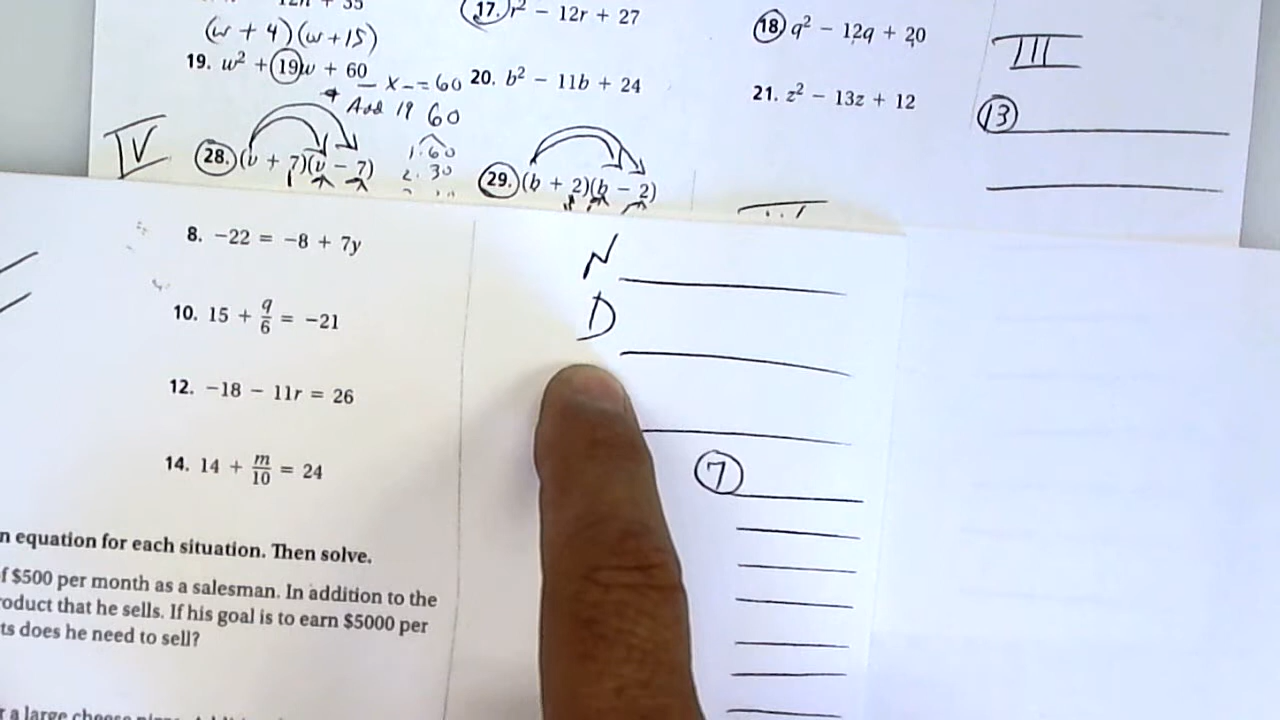 17. r² − 12r + 27
18. q² − 12q + 20
(w + 4)(w + 15)
III
19. w² + 19w + 60
_ x _ = 60
20. b² − 11b + 24
21. z² − 13z + 12
Add 19
60
13
1·60
2·30
IV
28. (v + 7)(v − 7)
29. (b + 2)(b − 2)
8. −22 = −8 + 7y
N
10. 15 + q/6 = −21
D
12. −18 − 11r = 26
14. 14 + m/10 = 24
7
n equation for each situation. Then solve.
f $500 per month as a salesman. In addition to the
roduct that he sells. If his goal is to earn $5000 per
ts does he need to sell?
r a large cheese